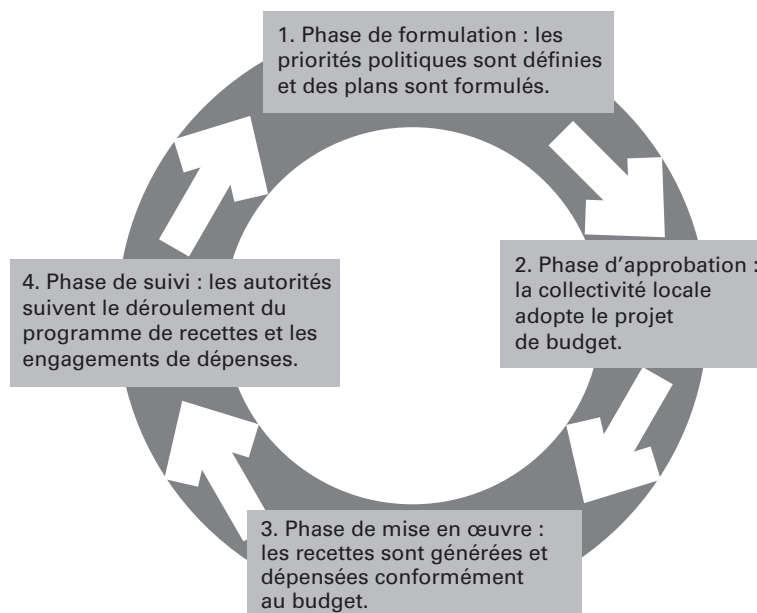 1. Phase de formulation : les
priorités politiques sont définies
et des plans sont formulés.
2. Phase d’approbation :
la collectivité locale
adopte le projet
de budget.
3. Phase de mise en œuvre :
les recettes sont générées et
dépensées conformément
au budget.
4. Phase de suivi : les autorités
suivent le déroulement du
programme de recettes et les
engagements de dépenses.